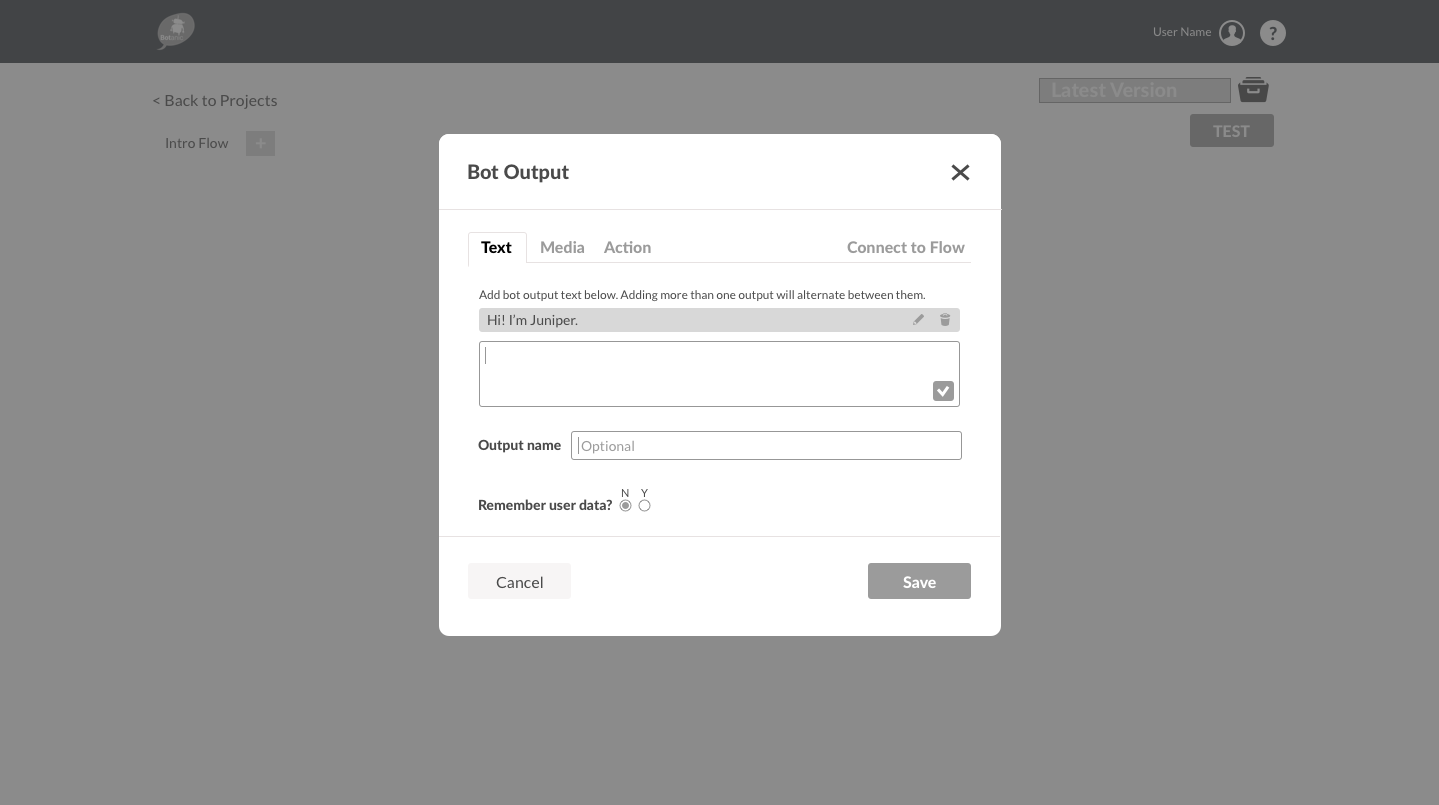 User Name
?
< Back to Projects
Latest Version
Intro Flow +
TEST
Bot Output
Text Media Action Connect to Flow
Add bot output text below. Adding more than one output will alternate between them.
Hi! I’m Juniper.
Output name Optional
N Y
Remember user data?
Cancel Save